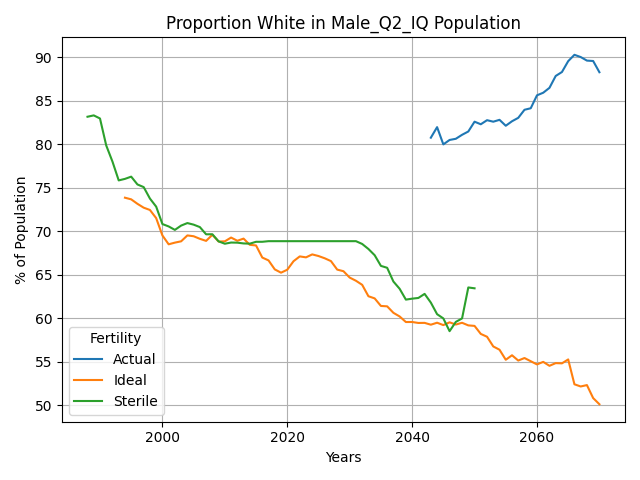 Proportion White in Male_Q2_IQ Population
% of Population
90
85
80
75
70
65
60
55
50
Fertility
Actual
Ideal
Sterile
2000
2020
2040
2060
Years